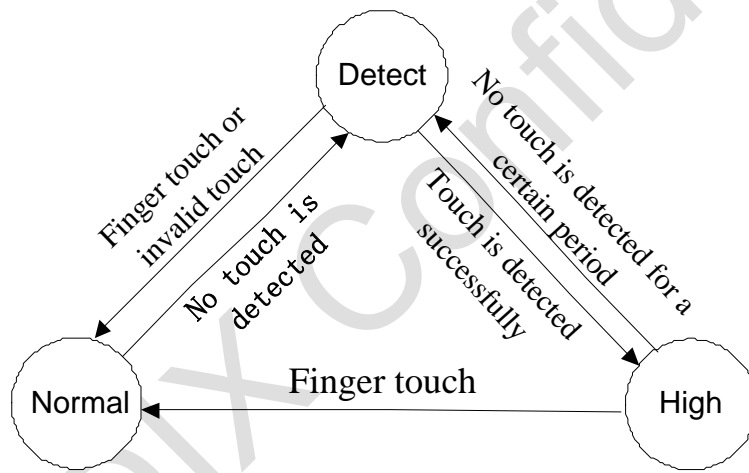 Detect
Finger touch or
invalid touch
No touch is
detected
Touch is detected
successfully
No touch is detected for a
certain period
Normal
Finger touch
High